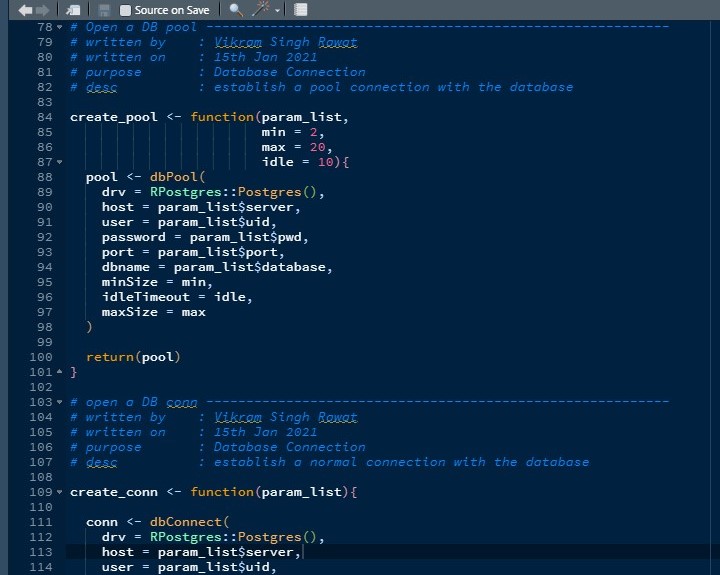 Source on Save
78 # Open a DB pool ----------------------------------------------------------
79 # written by    : Vikram Singh Rawat
80 # written on    : 15th Jan 2021
81 # purpose       : Database Connection
82 # desc          : establish a pool connection with the database
83
84 create_pool <- function(param_list,
85                         min = 2,
86                         max = 20,
87                         idle = 10){
88   pool <- dbPool(
89     drv = RPostgres::Postgres(),
90     host = param_list$server,
91     user = param_list$uid,
92     password = param_list$pwd,
93     port = param_list$port,
94     dbname = param_list$database,
95     minSize = min,
96     idleTimeout = idle,
97     maxSize = max
98   )
99
100   return(pool)
101 }
102
103 # open a DB conn ----------------------------------------------------------
104 # written by    : Vikram Singh Rawat
105 # written on    : 15th Jan 2021
106 # purpose       : Database Connection
107 # desc          : establish a normal connection with the database
108
109 create_conn <- function(param_list){
110
111   conn <- dbConnect(
112     drv = RPostgres::Postgres(),
113     host = param_list$server,
114     user = param_list$uid,